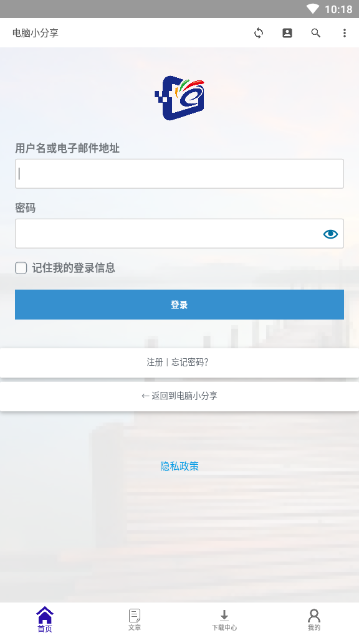 10:18
电脑小分享
用户名或电子邮件地址
密码
记住我的登录信息
登录
注册 | 忘记密码?
← 返回到电脑小分享
隐私政策
首页 文章 下载中心 我的